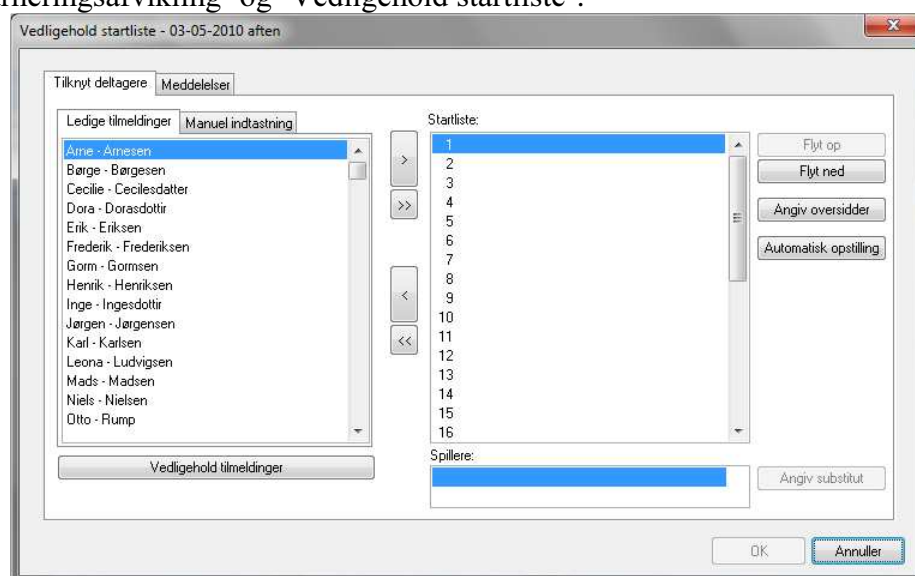 og 'Vedligehold startliste'.
Vedligehold startliste - 03-05-2010 aften
Tilknyt deltagere
Meddelelser
Ledige tilmeldinger
Manuel indtastning
Arne - Arnesen
Børge - Børgesen
Cecilie - Cecilesdatter
Dora - Dorasdottir
Erik - Eriksen
Frederik - Frederiksen
Gorm - Gormsen
Henrik - Henriksen
Inge - Ingesdottir
Jørgen - Jørgensen
Karl - Karlsen
Leona - Ludvigsen
Mads - Madsen
Niels - Nielsen
Otto - Rump
Vedligehold tilmeldinger
>
>>
<
<<
Startliste:
1
2
3
4
5
6
7
8
9
10
11
12
13
14
15
16
Spillere:
Flyt op
Flyt ned
Angiv oversidder
Automatisk opstilling
Angiv substitut
OK
Annuller